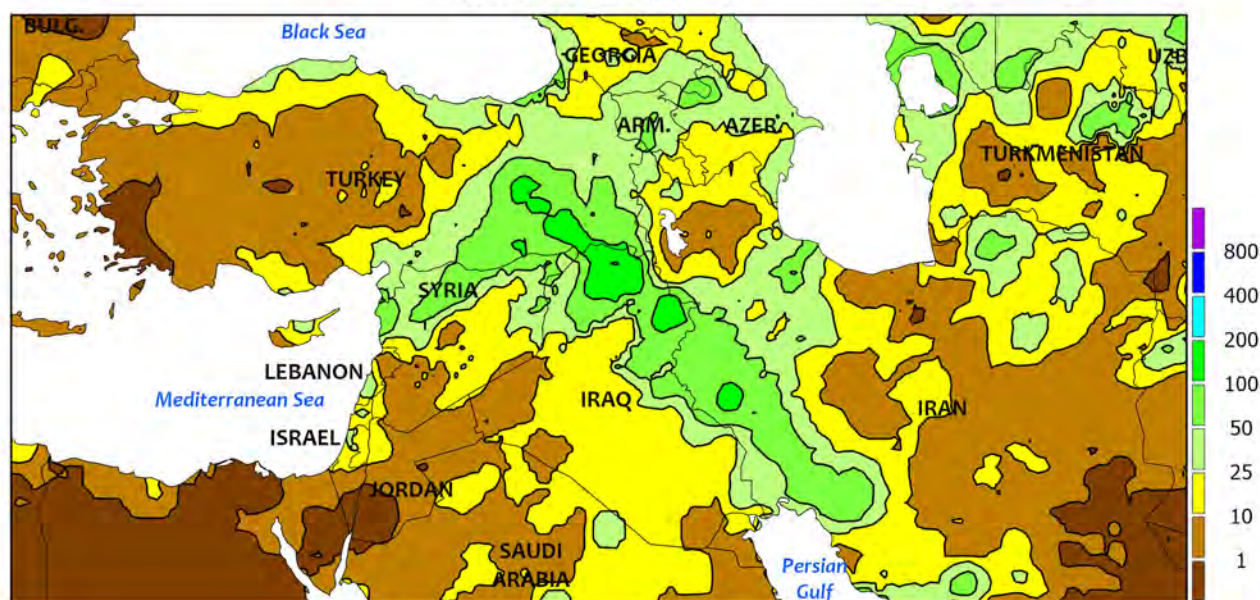 BULG.
Black Sea
GEORGIA
UZB
ARM.
AZER.
TURKMENISTAN
TURKEY
SYRIA
LEBANON
Mediterranean Sea
IRAQ
IRAN
ISRAEL
JORDAN
SAUDI
ARABIA
Persian
Gulf
800
400
200
100
50
25
10
1